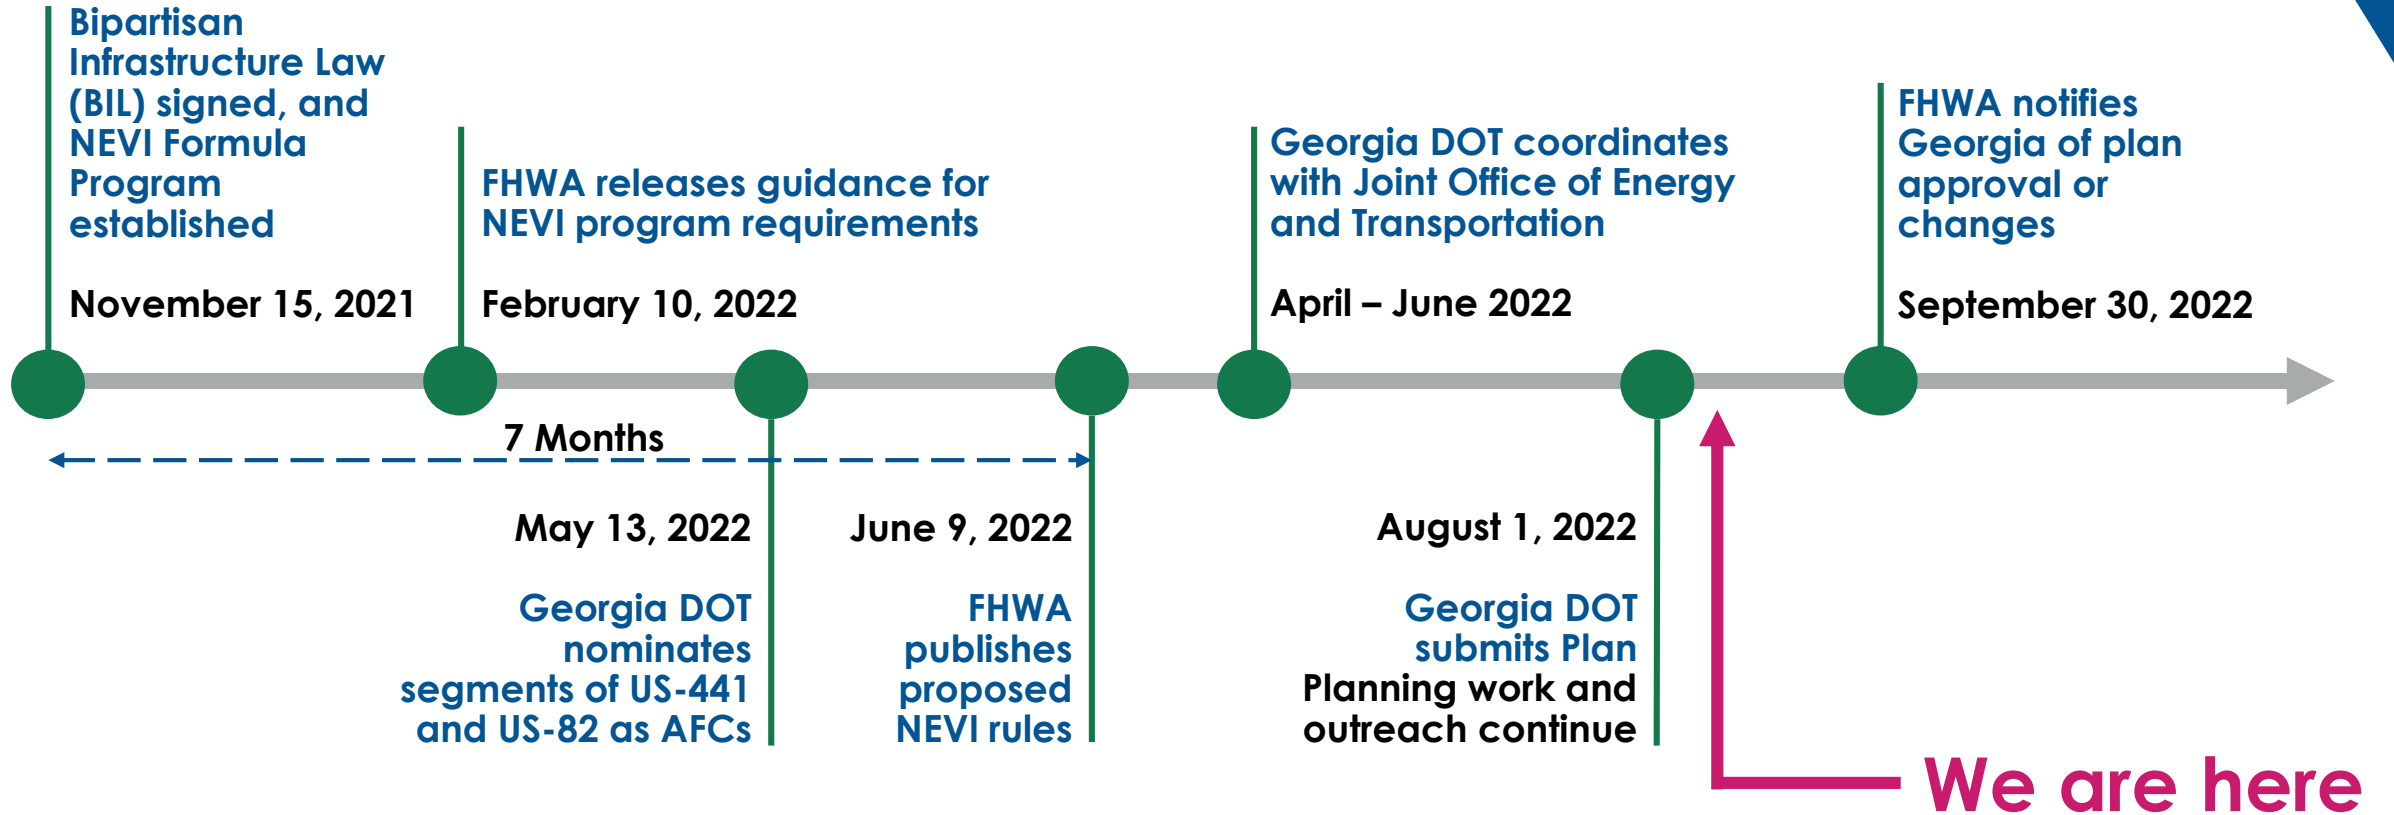 Bipartisan
Infrastructure Law
(BIL) signed, and
NEVI Formula
Program
established
November 15, 2021
FHWA releases guidance for
NEVI program requirements
February 10, 2022
Georgia DOT coordinates
with Joint Office of Energy
and Transportation
April – June 2022
FHWA notifies
Georgia of plan
approval or
changes
September 30, 2022
7 Months
May 13, 2022
Georgia DOT
nominates
segments of US-441
and US-82 as AFCs
June 9, 2022
FHWA
publishes
proposed
NEVI rules
August 1, 2022
Georgia DOT
submits Plan
Planning work and
outreach continue
We are here